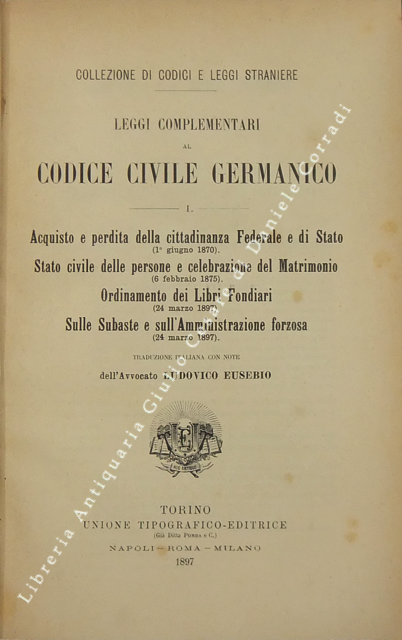 COLLEZIONE DI CODICI E LEGGI STRANIERE
LEGGI COMPLEMENTARI
AL
CODICE CIVILE GERMANICO
I.
Acquisto e perdita della cittadinanza Federale e di Stato
(1º giugno 1870).
Stato civile delle persone e celebrazione del Matrimonio
(6 febbraio 1875).
Ordinamento dei Libri Fondiari
(24 marzo 1897).
Sulle Subaste e sull'Amministrazione forzosa
(24 marzo 1897).
TRADUZIONE ITALIANA CON NOTE
dell'Avvocato LUDOVICO EUSEBIO
TORINO
UNIONE TIPOGRAFICO-EDITRICE
(Già Ditta Pomba e C.)
NAPOLI — ROMA — MILANO
1897
Libreria Antiquaria Giulio Cesare di Daniele Corradi